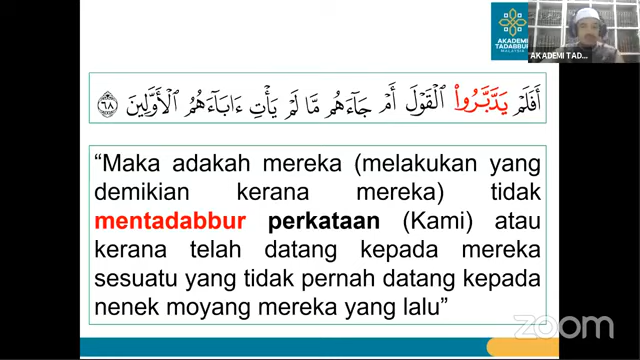 AKADEMI
TADABBUR
MALAYSIA
AKADEMI TAD...
أَفَلَمْ يَدَّبَّرُوا۟ ٱلْقَوْلَ أَمْ جَآءَهُم مَّا لَمْ يَأْتِ ءَابَآءَهُمُ ٱلْأَوَّلِينَ ٦٨
“Maka adakah mereka (melakukan yang
demikian kerana mereka) tidak
mentadabbur perkataan (Kami) atau
kerana telah datang kepada mereka
sesuatu yang tidak pernah datang kepada
nenek moyang mereka yang lalu”
zoom